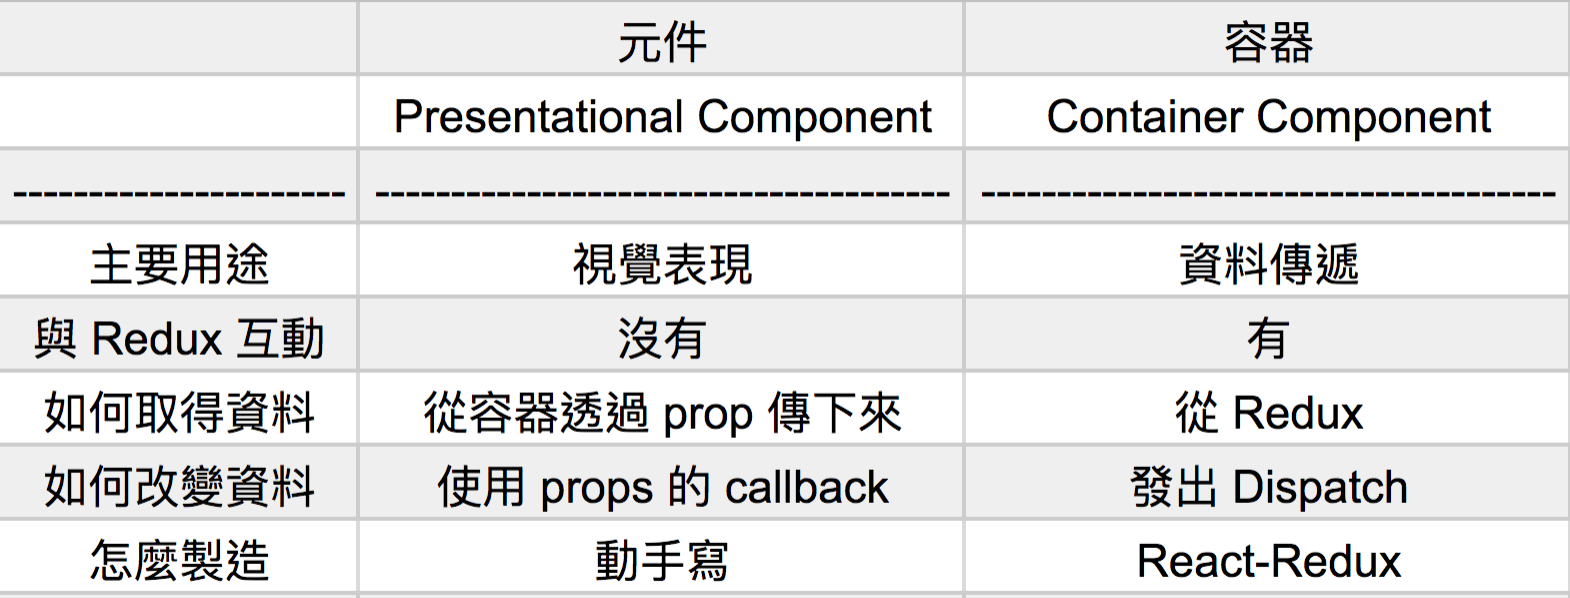 元件 容器
Presentational Component Container Component
---------------------- -------------------------------------- --------------------------------------
主要用途 視覺表現 資料傳遞
與 Redux 互動 沒有 有
如何取得資料 從容器透過 prop 傳下來 從 Redux
如何改變資料 使用 props 的 callback 發出 Dispatch
怎麼製造 動手寫 React-Redux